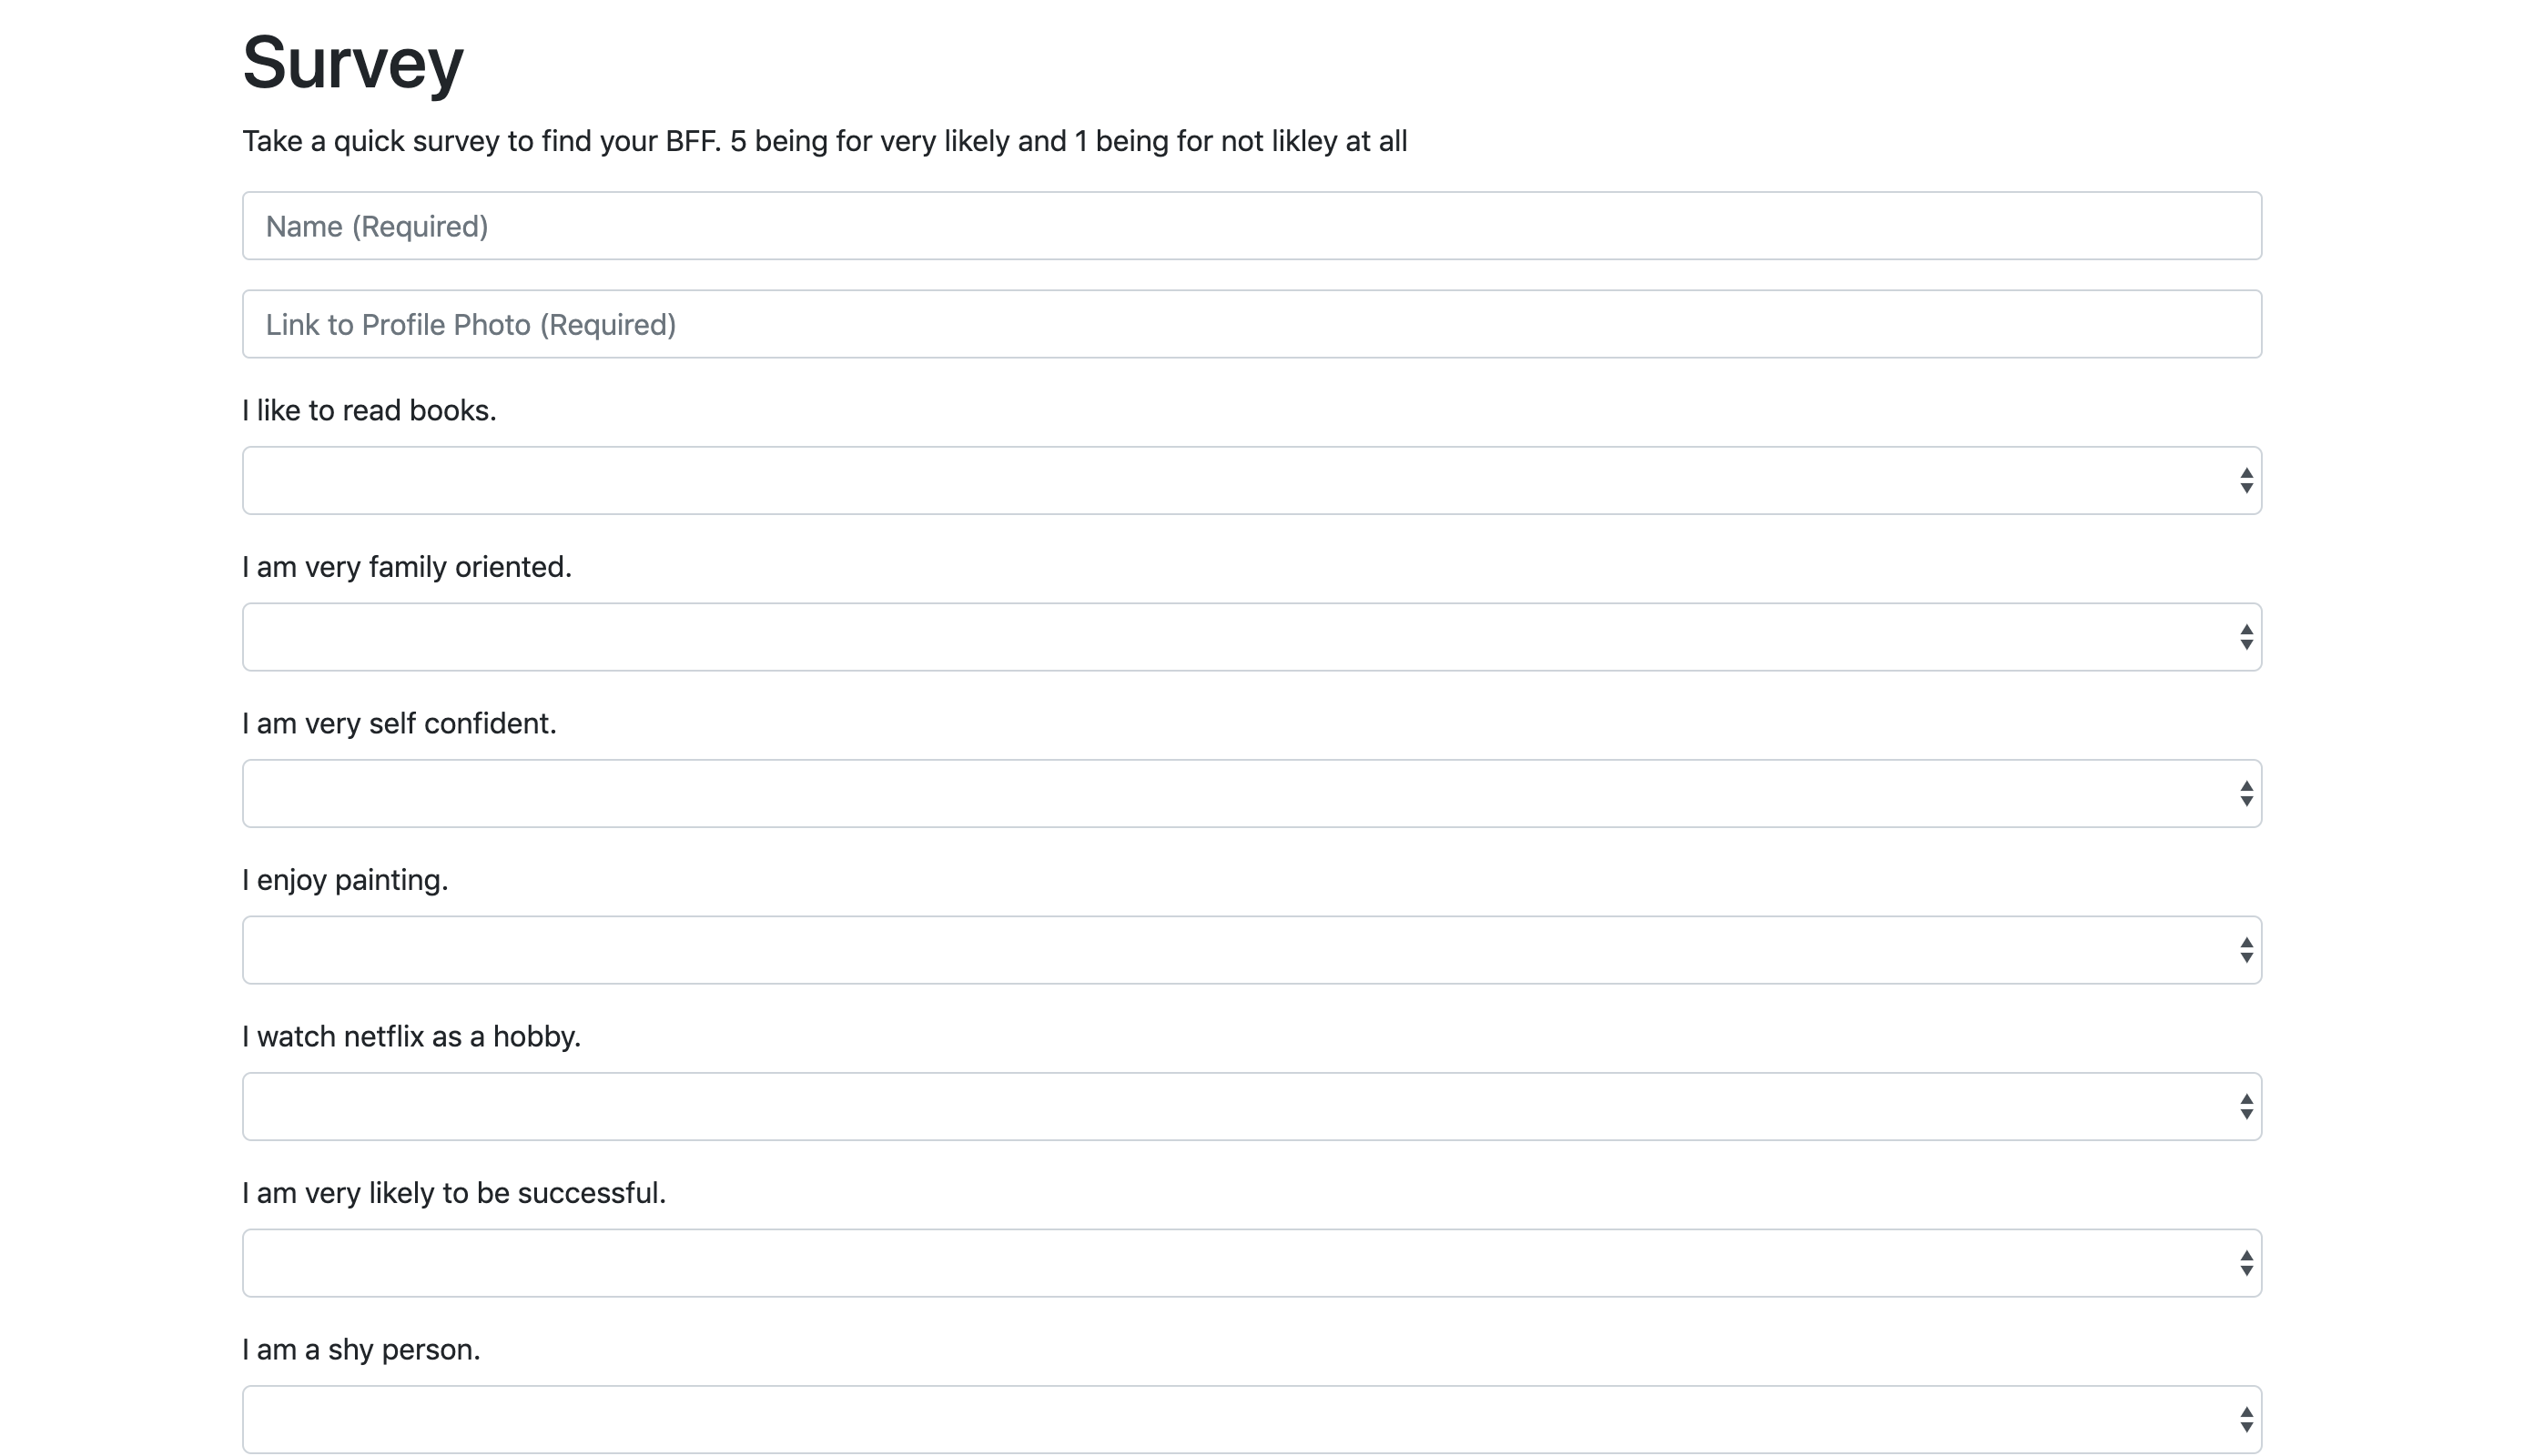 Survey
Take a quick survey to find your BFF. 5 being for very likely and 1 being for not likley at all
Name (Required)
Link to Profile Photo (Required)
I like to read books.
I am very family oriented.
I am very self confident.
I enjoy painting.
I watch netflix as a hobby.
I am very likely to be successful.
I am a shy person.